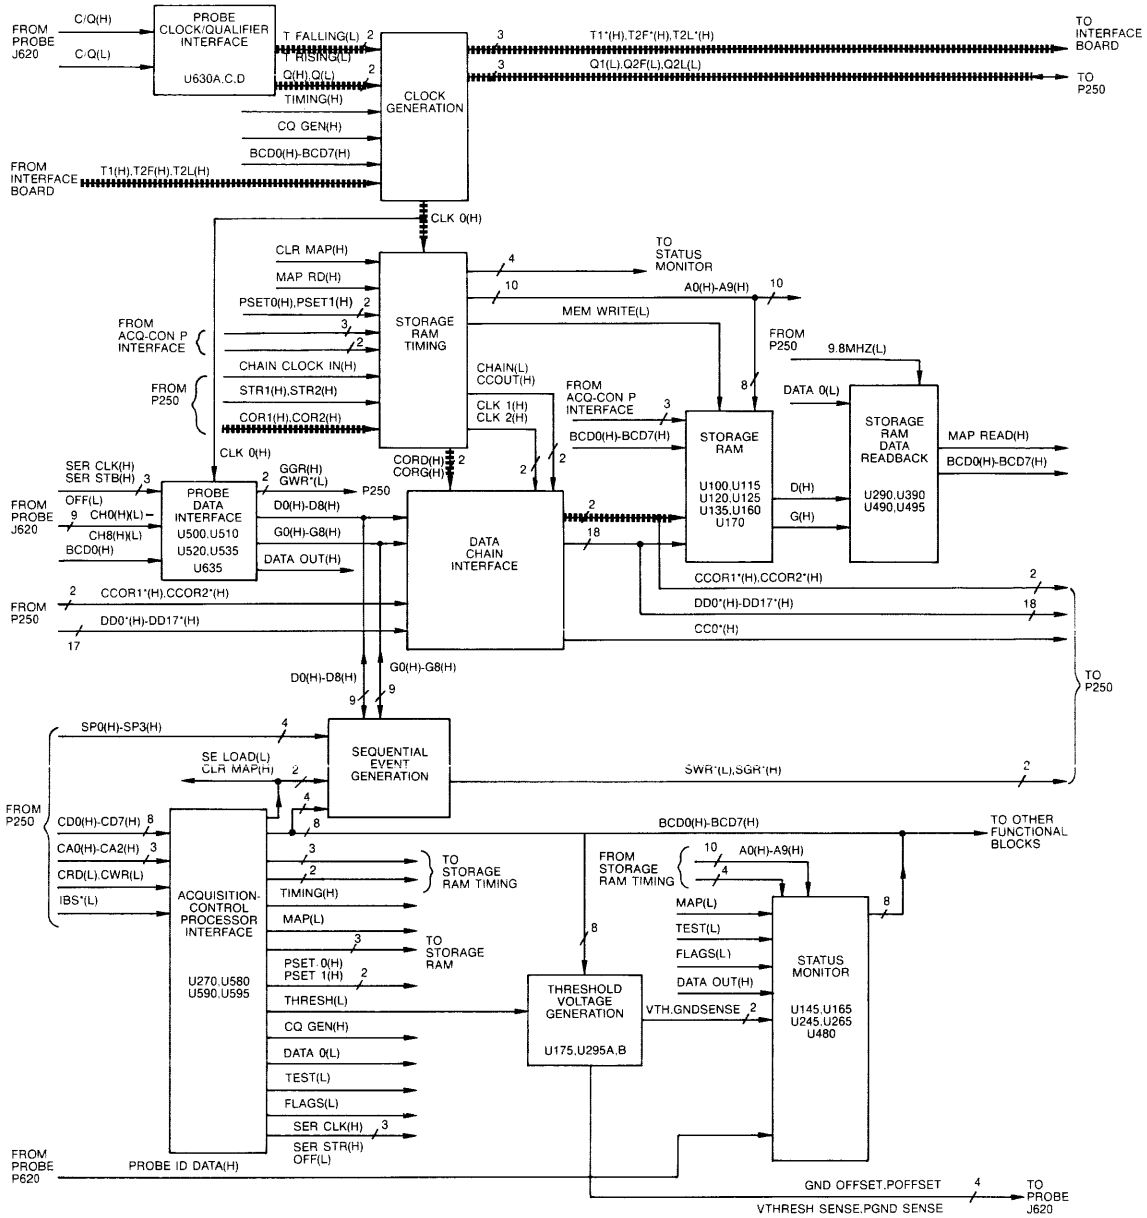 C/Q(H)
FROM
PROBE
J620
C/Q(L)
PROBE
CLOCK/QUALIFIER
INTERFACE
U630A,C,D
T FALLING(L)
2
T RISING(L)
Q(H),Q(L)
2
TIMING(H)
CQ GEN(H)
BCD0(H)-BCD7(H)
FROM
INTERFACE
BOARD
T1(H),T2F(H),T2L(H)
CLOCK
GENERATION
3
T1*(H),T2F*(H),T2L*(H)
TO
INTERFACE
BOARD
3
Q1(L),Q2F(L),Q2L(L)
TO
P250
CLK 0(H)
CLR MAP(H)
MAP RD(H)
PSET0(H),PSET1(H)
2
FROM
ACQ-CON P
INTERFACE
3
2
CHAIN CLOCK IN(H)
FROM
P250
STR1(H),STR2(H)
COR1(H),COR2(H)
STORAGE
RAM
TIMING
4
TO
STATUS
MONITOR
10
A0(H)-A9(H)
10
MEM WRITE(L)
CHAIN(L)
CCOUT(H)
CLK 1(H)
CLK 2(H)
FROM
P250
9.8MHZ(L)
8
DATA 0(L)
FROM
ACQ-CON P
INTERFACE
3
BCD0(H)-BCD7(H)
STORAGE
RAM
U100,U115
U120,U125
U135,U160
U170
STORAGE
RAM
DATA
READBACK
U290,U390
U490,U495
MAP READ(H)
BCD0(H)-BCD7(H)
D(H)
G(H)
CLK 0(H)
CORD(H)
CORG(H)
2
2
2
SER CLK(H)
SER STB(H)
3
OFF(L)
FROM
PROBE
J620
9
CH0(H)(L) –
CH8(H)(L)
BCD0(H)
PROBE
DATA
INTERFACE
U500,U510
U520,U535
U635
2
GGR(H)
GWR*(L)
P250
D0(H)-D8(H)
G0(H)-G8(H)
DATA OUT(H)
DATA
CHAIN
INTERFACE
2
18
FROM
P250
2
CCOR1*(H),CCOR2*(H)
DD0*(H)-DD17*(H)
17
CCOR1*(H),CCOR2*(H)
2
DD0*(H)-DD17*(H)
18
CC0*(H)
TO
P250
G0(H)-G8(H)
D0(H)-D8(H)
9
9
SP0(H)-SP3(H)
4
SE LOAD(L)
CLR MAP(H)
2
4
SEQUENTIAL
EVENT
GENERATION
SWR*(L),SGR*(H)
2
FROM
P250
CD0(H)-CD7(H)
8
CA0(H)-CA2(H)
3
CRD(L),CWR(L)
IBS*(L)
ACQUISITION-
CONTROL
PROCESSOR
INTERFACE
U270,U580
U590,U595
8
BCD0(H)-BCD7(H)
TO OTHER
FUNCTIONAL
BLOCKS
3
2
TO
STORAGE
RAM TIMING
TIMING(H)
MAP(L)
3
TO
STORAGE
RAM
PSET 0(H)
PSET 1(H)
2
THRESH(L)
CQ GEN(H)
DATA 0(L)
TEST(L)
FLAGS(L)
SER CLK(H)
3
SER STR(H)
OFF(L)
FROM
STORAGE
RAM TIMING
10
A0(H)-A9(H)
4
MAP(L)
TEST(L)
FLAGS(L)
DATA OUT(H)
8
THRESHOLD
VOLTAGE
GENERATION
U175,U295A,B
VTH,GNDSENSE
2
STATUS
MONITOR
U145,U165
U245,U265
U480
8
FROM
PROBE
P620
PROBE ID DATA(H)
GND OFFSET,POFFSET
4
VTHRESH SENSE,PGND SENSE
TO
PROBE
J620